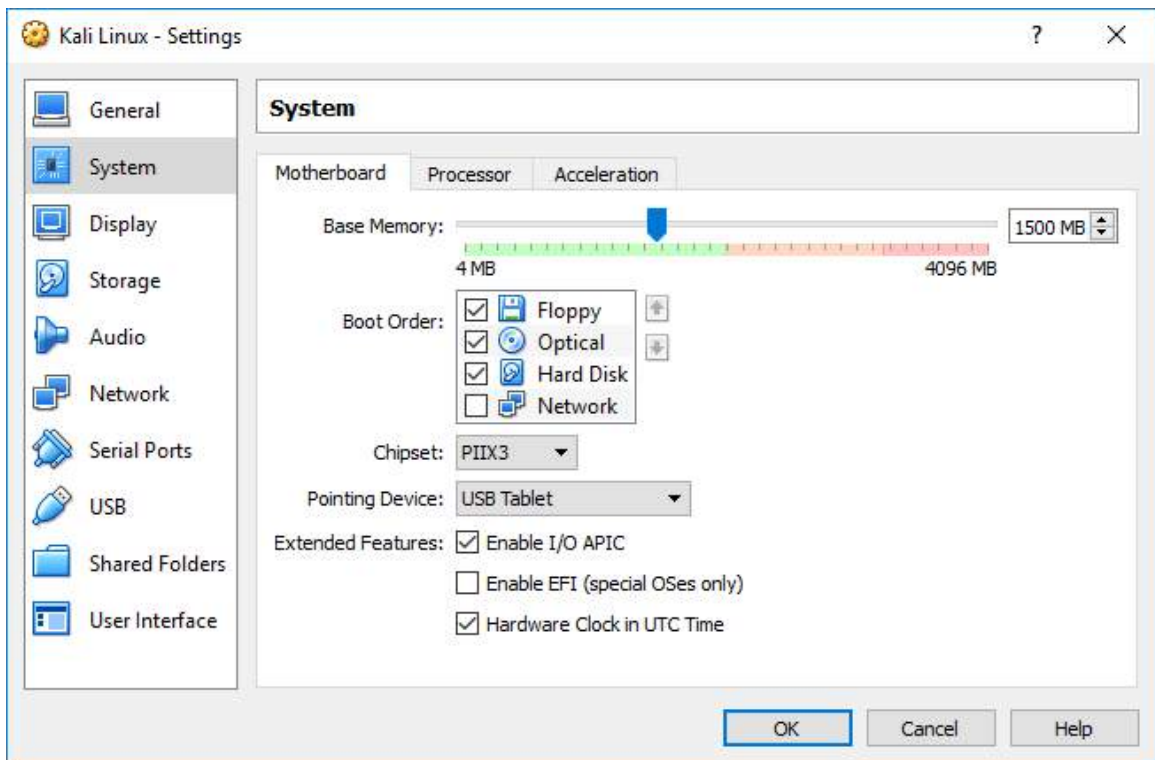 Kali Linux - Settings
?
General
System
Display
Storage
Audio
Network
Serial Ports
USB
Shared Folders
User Interface
System
Motherboard Processor Acceleration
Base Memory: 1500 MB
4 MB 4096 MB
Boot Order: Floppy
Optical
Hard Disk
Network
Chipset: PIIX3
Pointing Device: USB Tablet
Extended Features: Enable I/O APIC
Enable EFI (special OSes only)
Hardware Clock in UTC Time
OK Cancel Help